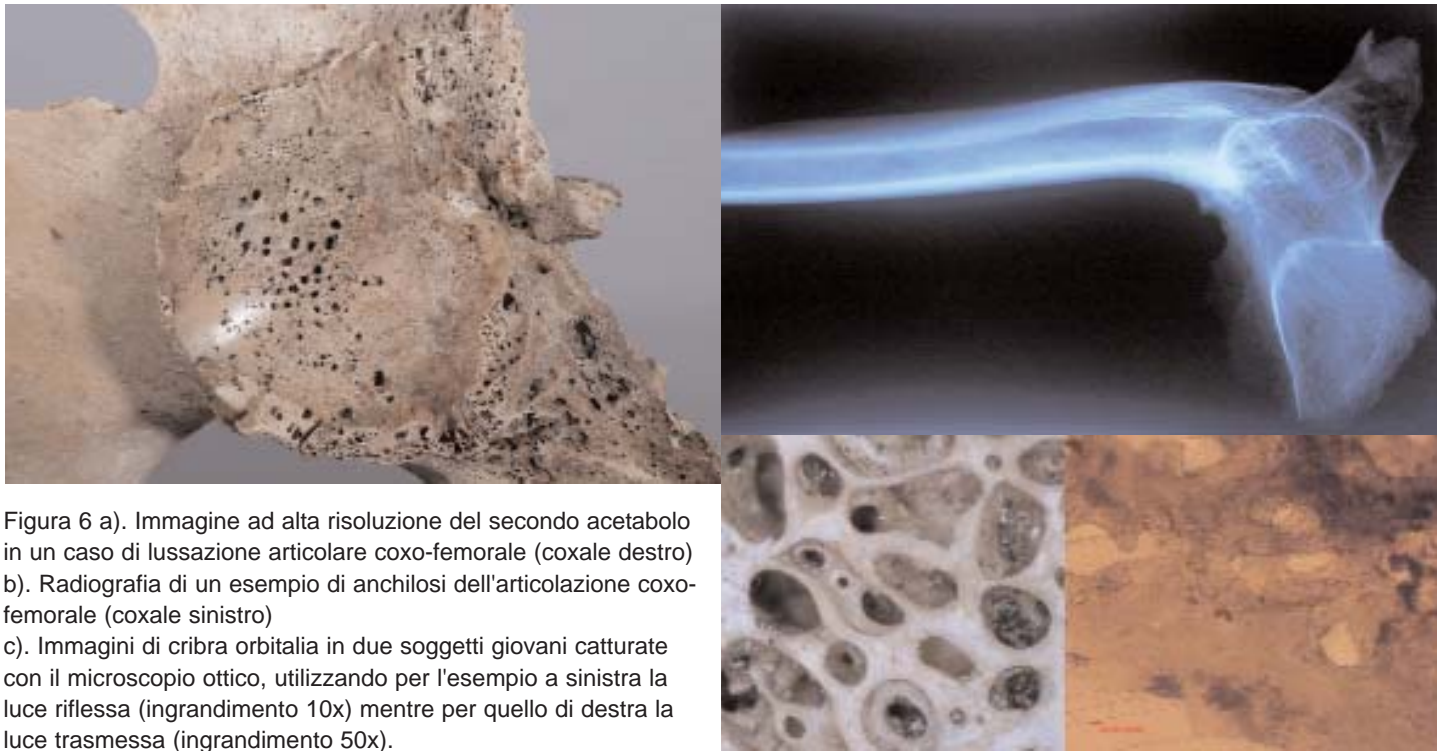 Figura 6 a). Immagine ad alta risoluzione del secondo acetabolo
in un caso di lussazione articolare coxo-femorale (coxale destro)
b). Radiografia di un esempio di anchilosi dell'articolazione coxo-
femorale (coxale sinistro)
c). Immagini di cribra orbitalia in due soggetti giovani catturate
con il microscopio ottico, utilizzando per l'esempio a sinistra la
luce riflessa (ingrandimento 10x) mentre per quello di destra la
luce trasmessa (ingrandimento 50x).